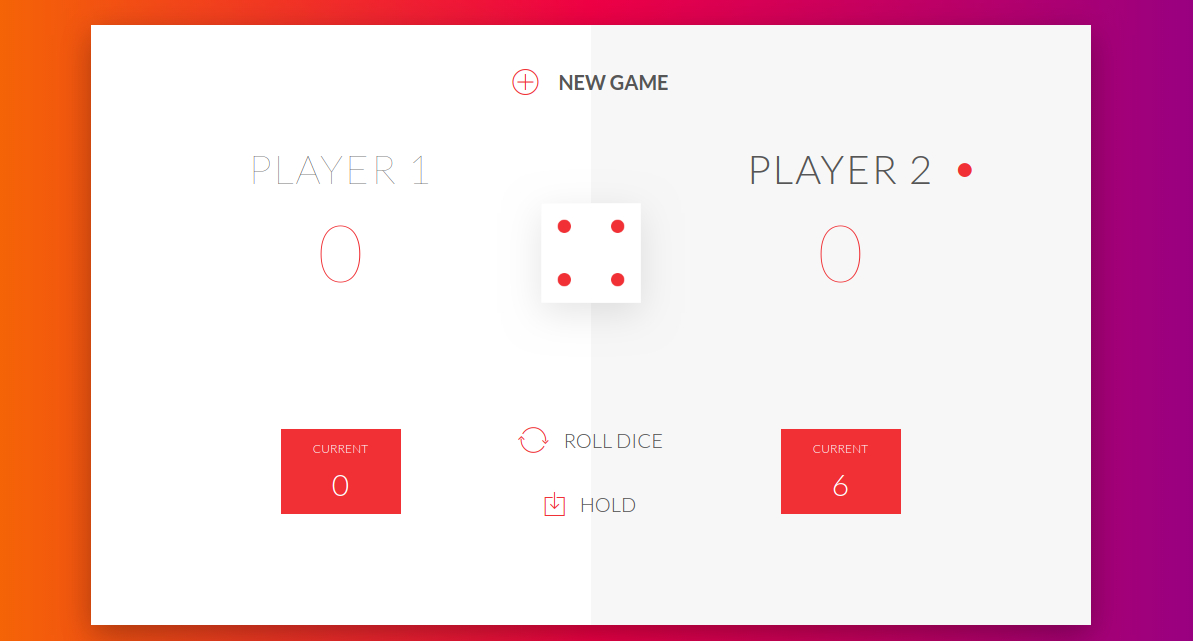 NEW GAME
PLAYER 1
0
PLAYER 2
0
CURRENT
0
ROLL DICE
HOLD
CURRENT
6